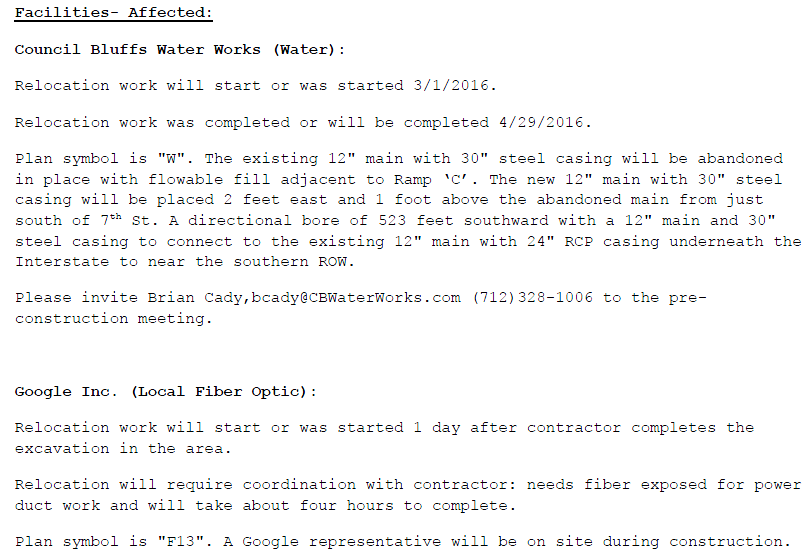 Facilities- Affected:
Council Bluffs Water Works (Water):
Relocation work will start or was started 3/1/2016.
Relocation work was completed or will be completed 4/29/2016.
Plan symbol is "W". The existing 12" main with 30" steel casing will be abandoned
in place with flowable fill adjacent to Ramp ‘C’. The new 12" main with 30" steel
casing will be placed 2 feet east and 1 foot above the abandoned main from just
south of 7th St. A directional bore of 523 feet southward with a 12" main and 30"
steel casing to connect to the existing 12" main with 24" RCP casing underneath the
Interstate to near the southern ROW.
Please invite Brian Cady,bcady@CBWaterWorks.com (712)328-1006 to the pre-
construction meeting.
Google Inc. (Local Fiber Optic):
Relocation work will start or was started 1 day after contractor completes the
excavation in the area.
Relocation will require coordination with contractor: needs fiber exposed for power
duct work and will take about four hours to complete.
Plan symbol is "F13". A Google representative will be on site during construction.